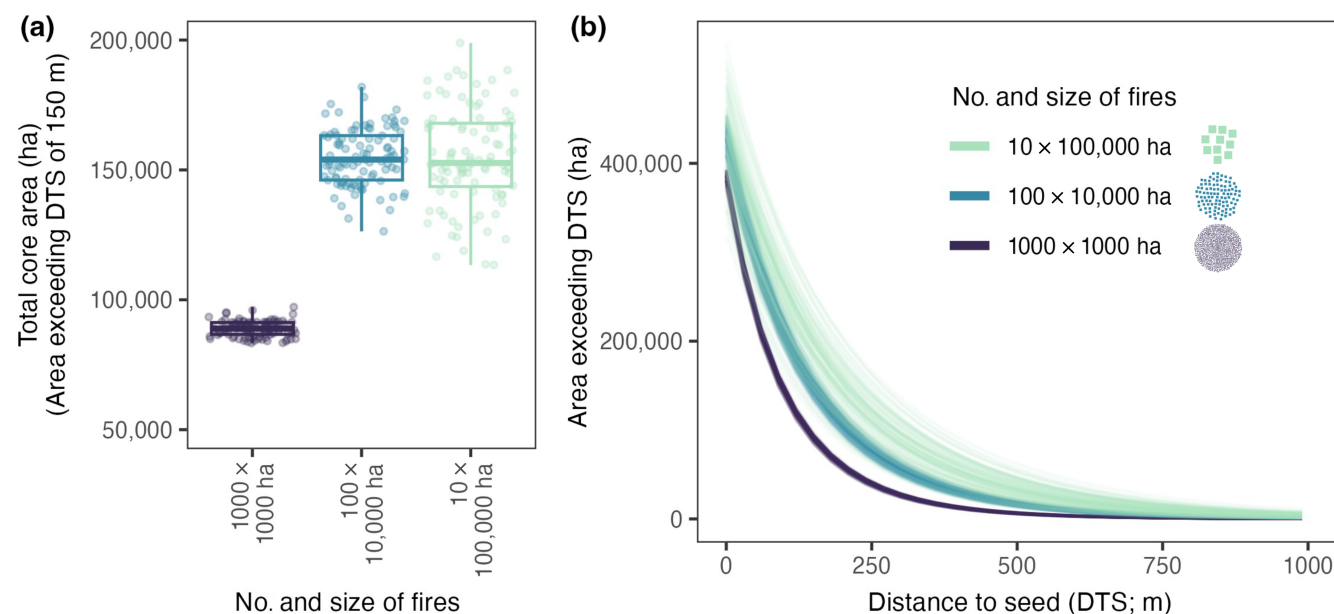 (a)
Total core area (ha)
(Area exceeding DTS of 150 m)
200,000
150,000
100,000
50,000
1000 ×
1000 ha
100 ×
10,000 ha
10 ×
100,000 ha
No. and size of fires
(b)
Area exceeding DTS (ha)
400,000
200,000
0
No. and size of fires
10 × 100,000 ha
100 × 10,000 ha
1000 × 1000 ha
0
250
500
750
1000
Distance to seed (DTS; m)